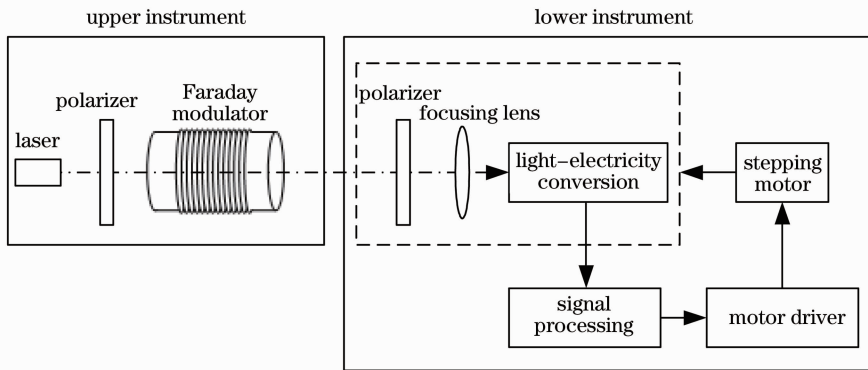 upper instrument
lower instrument
laser
polarizer
Faraday
modulator
polarizer
focusing lens
light-electricity
conversion
stepping
motor
signal
processing
motor driver